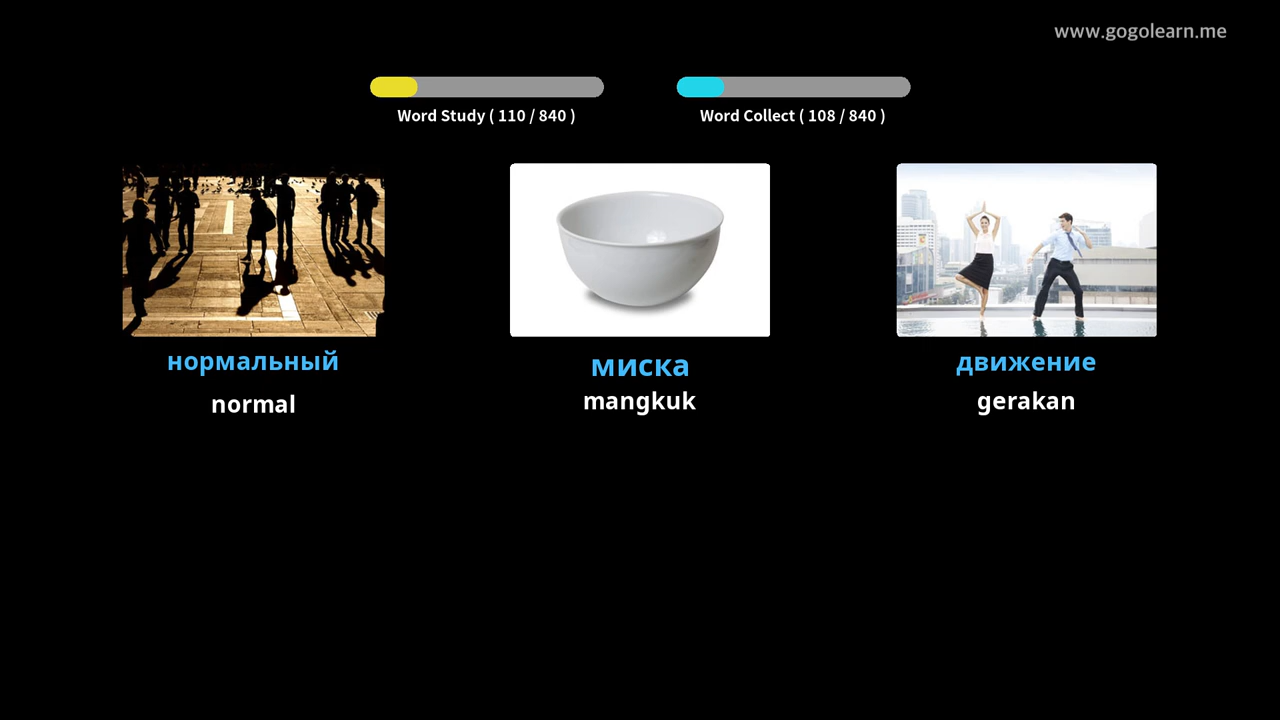 www.gogolearn.me
Word Study ( 110 / 840 )
Word Collect ( 108 / 840 )
нормальный
normal
миска
mangkuk
движение
gerakan